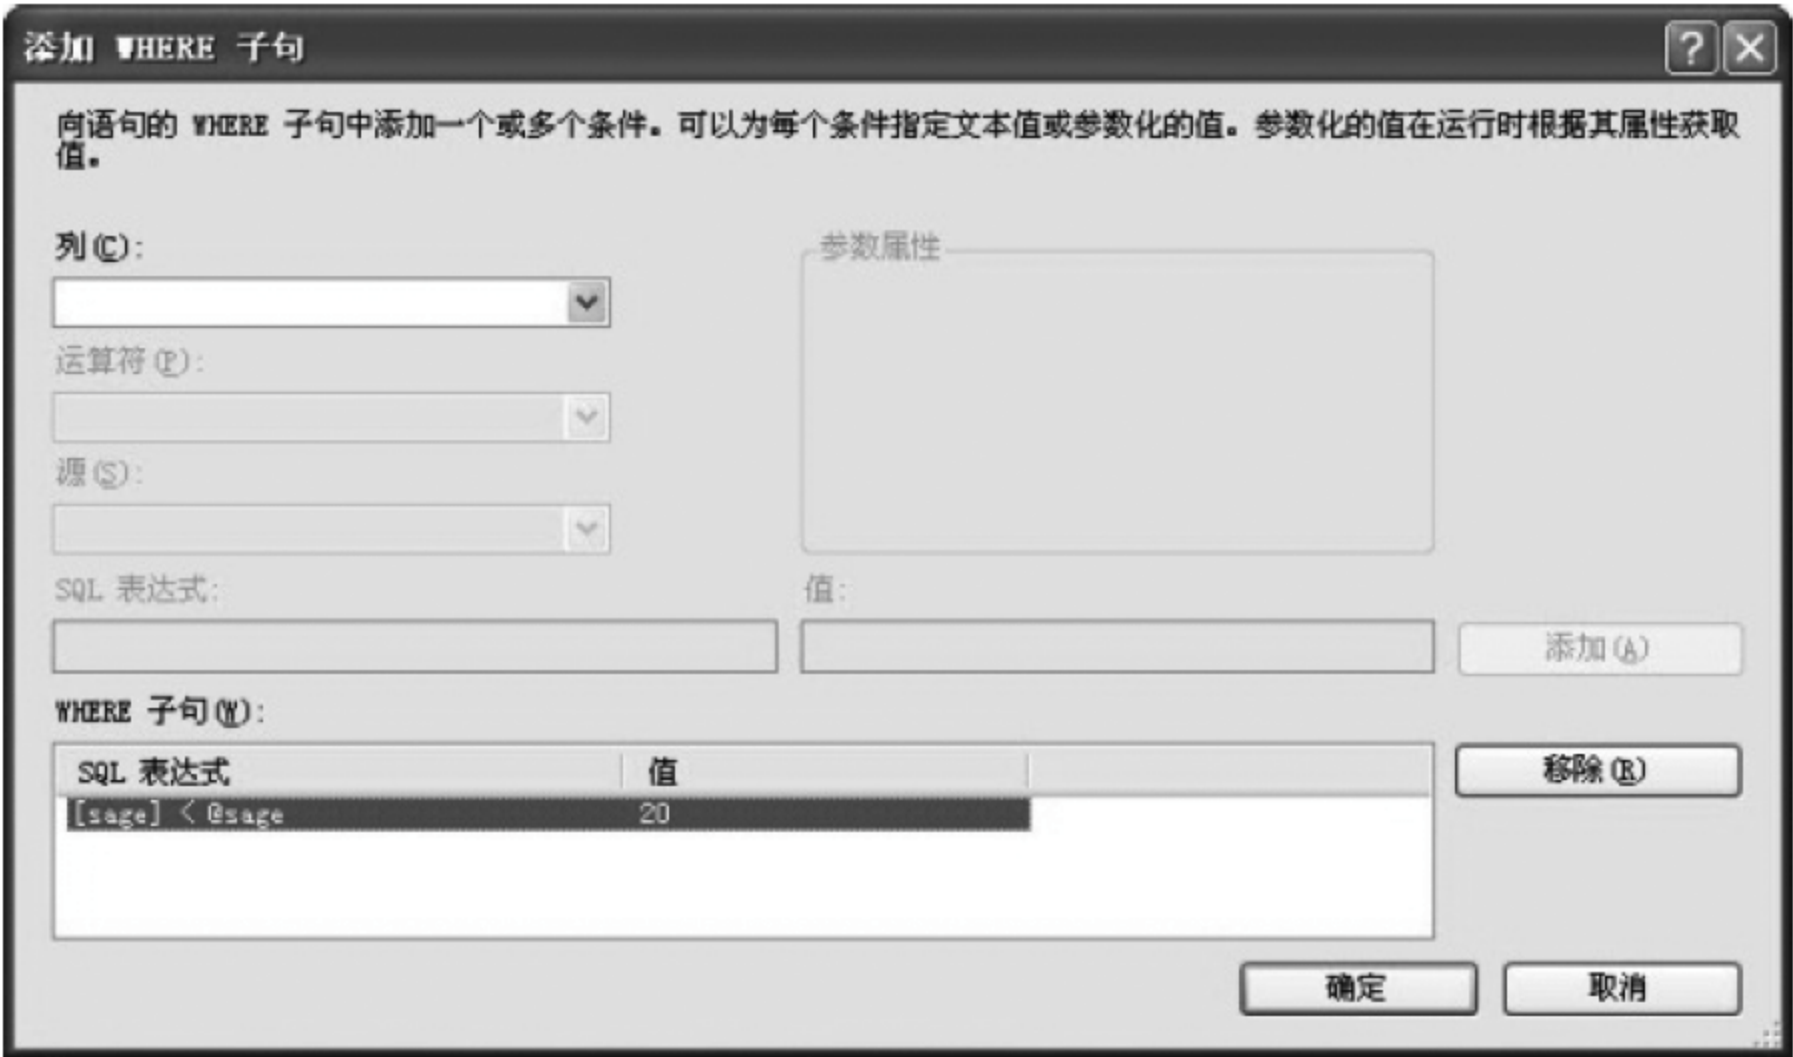 添加 WHERE 子句
向语句的 WHERE 子句中添加一个或多个条件。可以为每个条件指定文本值或参数化的值。参数化的值在运行时根据其属性获取
值。
列(C):
参数属性
运算符(P):
源(S):
SQL 表达式:
值:
添加(A)
WHERE 子句(W):
SQL 表达式 值
移除(R)
[sage] < @sage 20
确定 取消